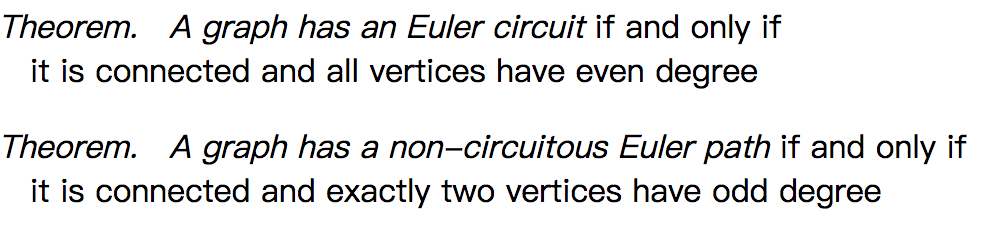 Theorem. A graph has an Euler circuit if and only if
it is connected and all vertices have even degree
Theorem. A graph has a non–circuitous Euler path if and only if
it is connected and exactly two vertices have odd degree